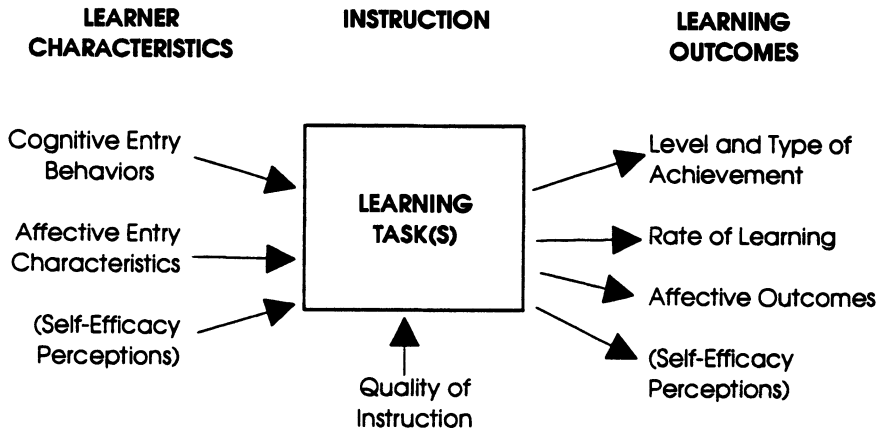 LEARNER
CHARACTERISTICS
INSTRUCTION
LEARNING
OUTCOMES
Cognitive Entry
Behaviors
Affective Entry
Characteristics
(Self-Efficacy
Perceptions)
LEARNING
TASK(S)
Quality of
Instruction
Level and Type of
Achievement
Rate of Learning
Affective Outcomes
(Self-Efficacy
Perceptions)